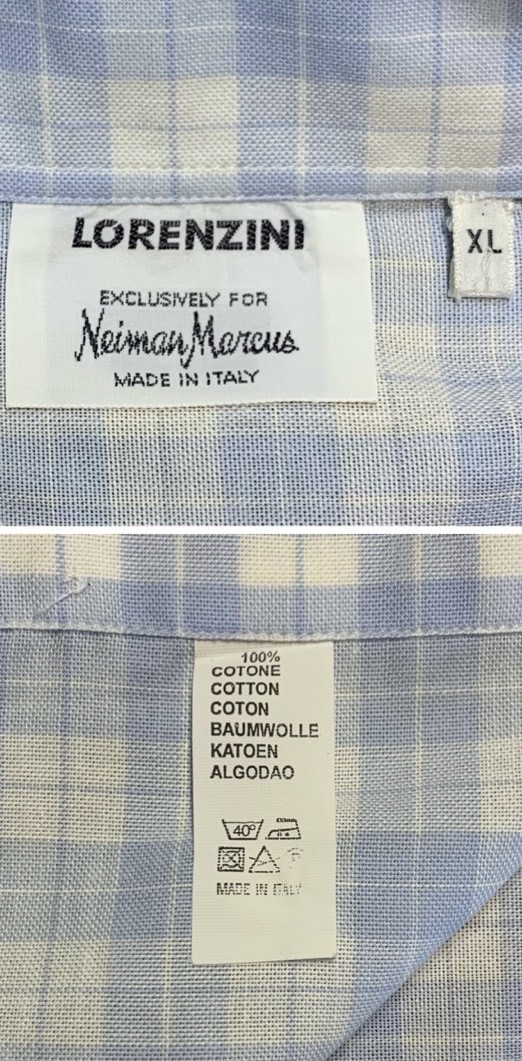 LORENZINI
EXCLUSIVELY FOR
Neiman Marcus
MADE IN ITALY
XL
100%
COTONE
COTTON
COTON
BAUMWOLLE
KATOEN
ALGODAO
40°
MADE IN ITALY